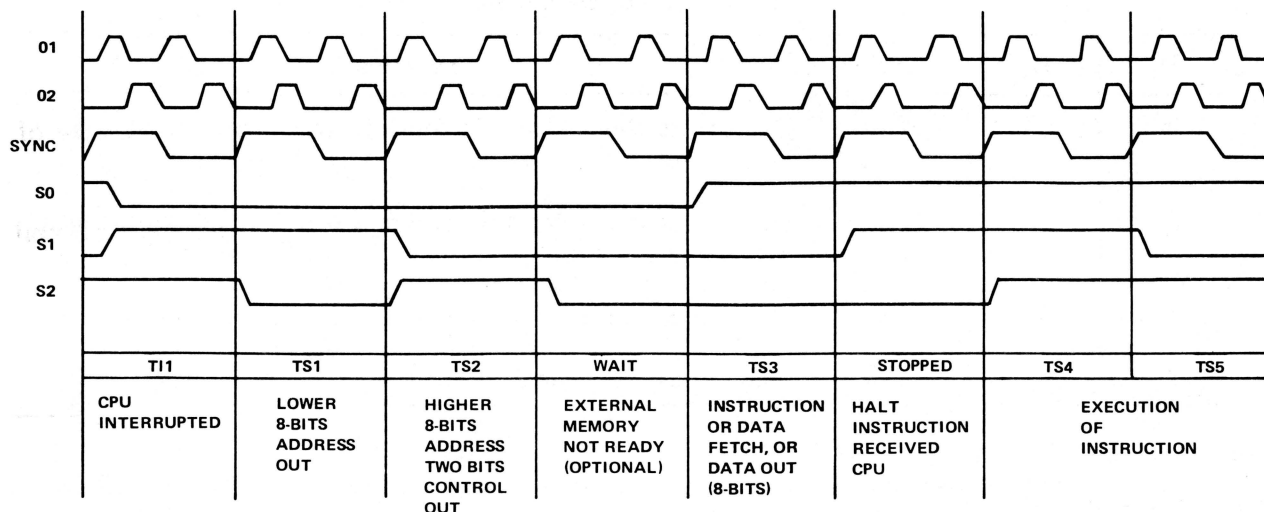 01
02
SYNC
S0
S1
S2
TI1 TS1 TS2 WAIT TS3 STOPPED TS4 TS5
CPU
INTERRUPTED
LOWER
8-BITS
ADDRESS
OUT
HIGHER
8-BITS
ADDRESS
TWO BITS
CONTROL
OUT
EXTERNAL
MEMORY
NOT READY
(OPTIONAL)
INSTRUCTION
OR DATA
FETCH, OR
DATA OUT
(8-BITS)
HALT
INSTRUCTION
RECEIVED
CPU
EXECUTION
OF
INSTRUCTION